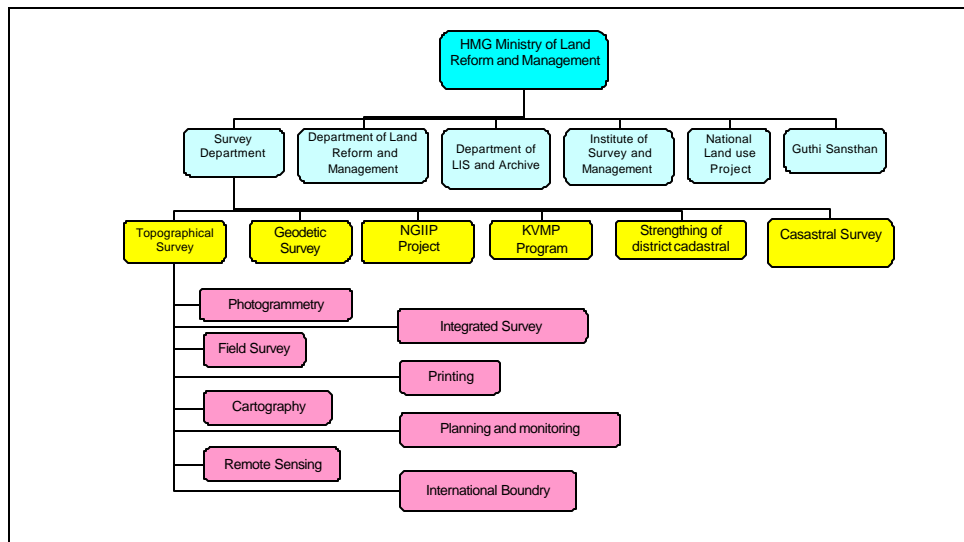 HMG Ministry of Land
Reform and Management
Survey
Department
Department of Land
Reform and
Management
Department of
LIS and Archive
Institute of
Survey and
Management
National
Land use
Project
Guthi Sansthan
Topographical
Survey
Geodetic
Survey
NGIIP
Project
KVMP
Program
Strengthing of
district cadastral
Casastral Survey
Photogrammetry
Integrated Survey
Field Survey
Printing
Cartography
Planning and monitoring
Remote Sensing
International Boundry